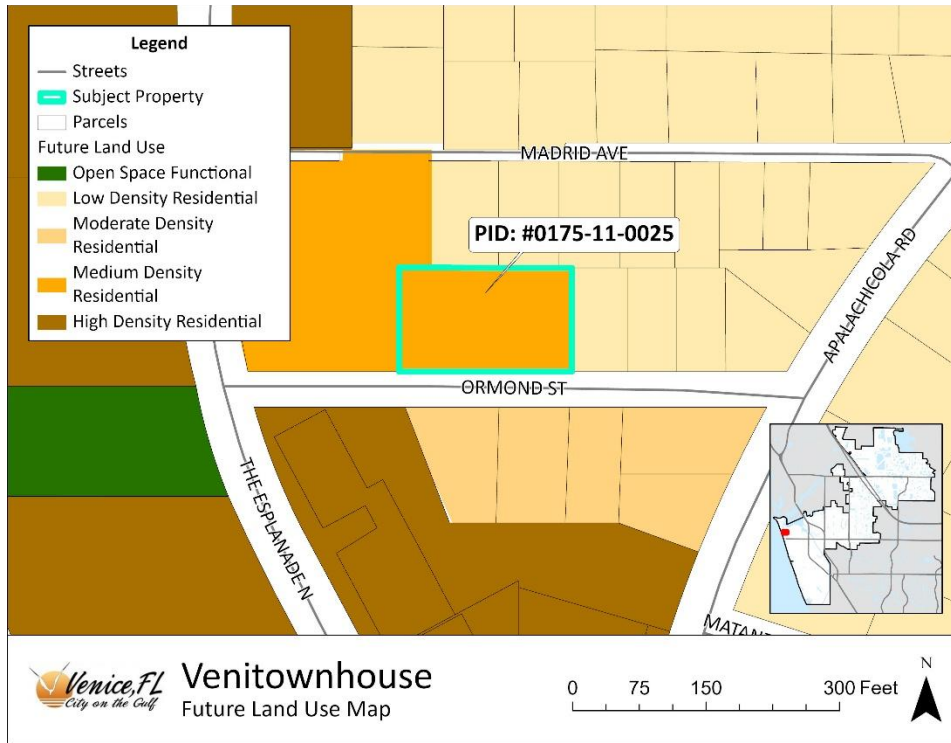 Legend
Streets
Subject Property
Parcels
Future Land Use
Open Space Functional
Low Density Residential
Moderate Density
Residential
Medium Density
Residential
High Density Residential
MADRID AVE
PID: #0175-11-0025
APALACHICOLA RD
ORMOND ST
THE ESPLANADE N
MATAN
Venice, FL
City on the Gulf
Venitownhouse
Future Land Use Map
0 75 150 300 Feet
N